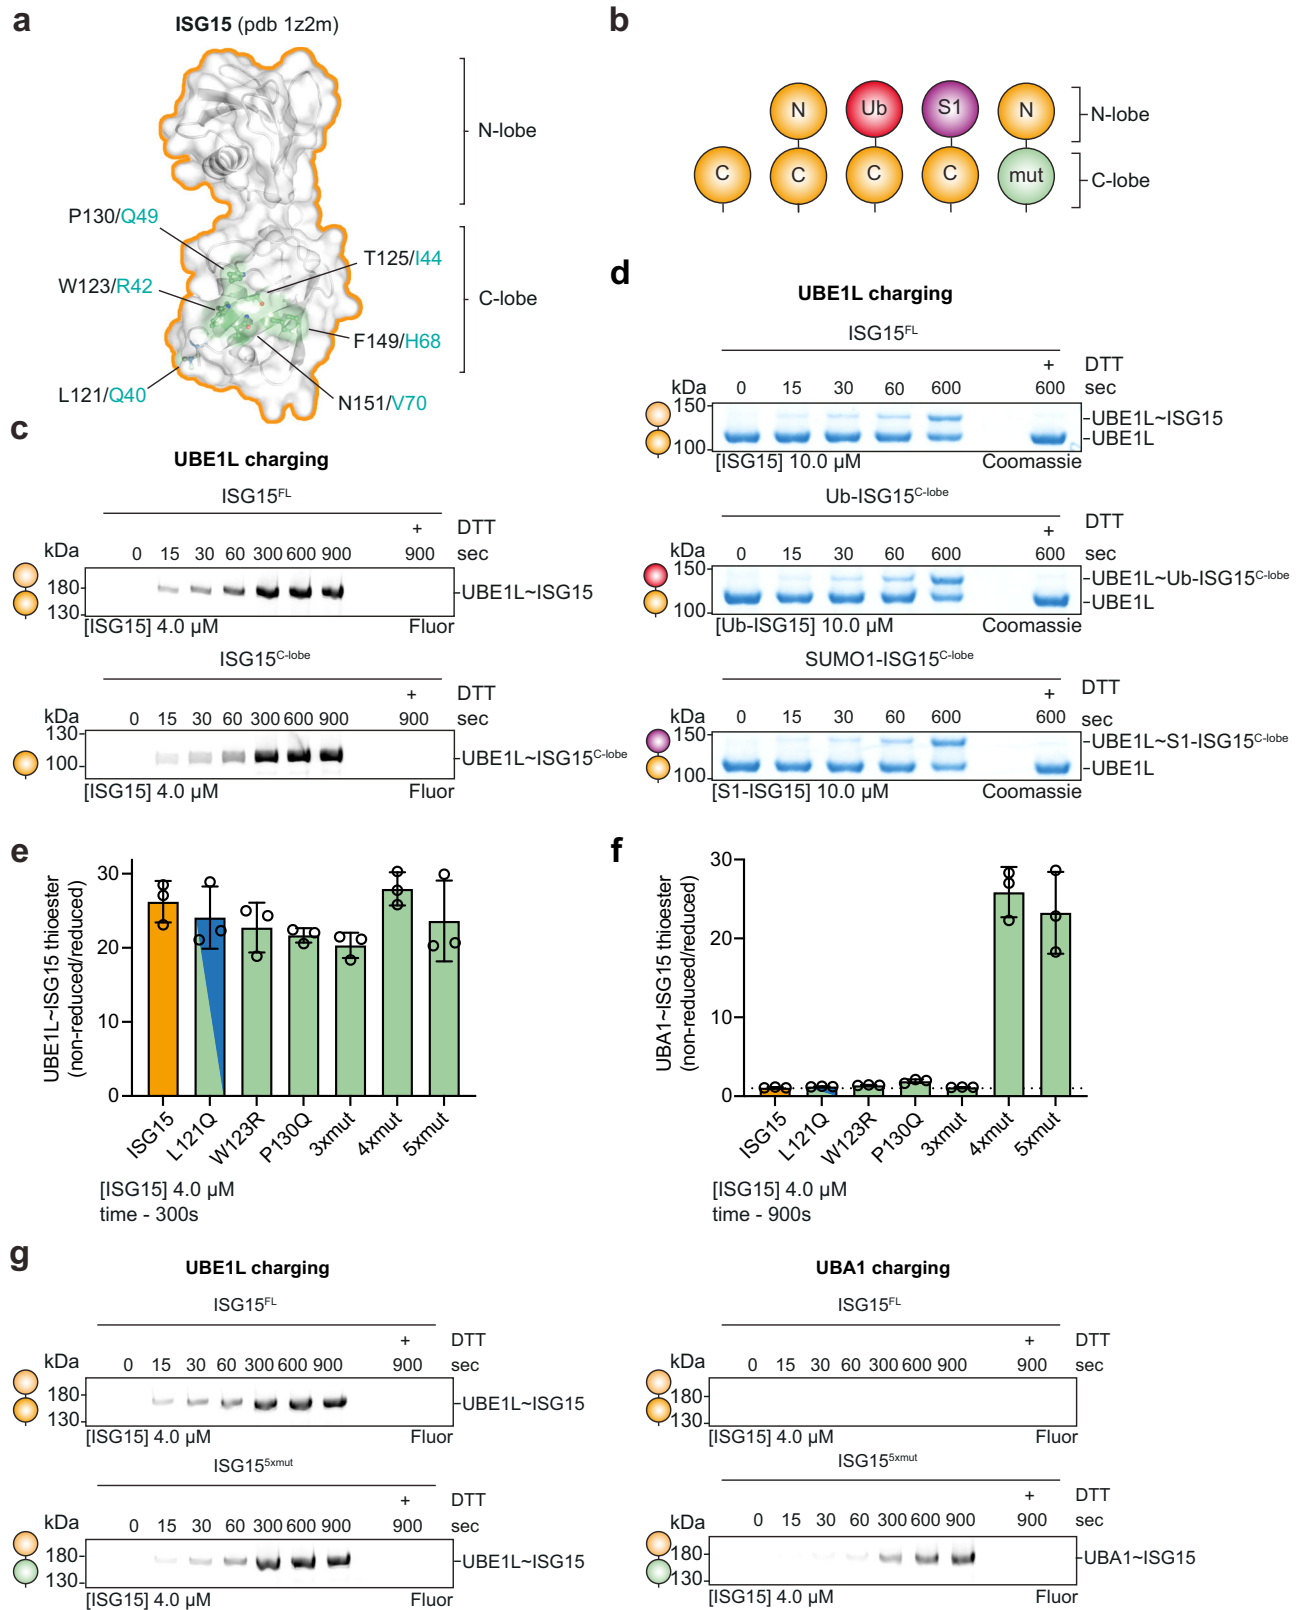 a
ISG15 (pdb 1z2m)
N-lobe
P130/Q49
T125/I44
W123/R42
C-lobe
F149/H68
L121/Q40
N151/V70
b
N Ub S1 N
N-lobe
C C C C mut
C-lobe
c
UBE1L charging
ISG15FL
+ DTT
kDa 0 15 30 60 300 600 900 900 sec
180
130
UBE1L~ISG15
[ISG15] 4.0 µM Fluor
ISG15C-lobe
+ DTT
kDa 0 15 30 60 300 600 900 900 sec
130
100
UBE1L~ISG15C-lobe
[ISG15] 4.0 µM Fluor
d
UBE1L charging
ISG15FL
+ DTT
kDa 0 15 30 60 600 600 sec
150
100
UBE1L~ISG15
UBE1L
[ISG15] 10.0 µM Coomassie
Ub-ISG15C-lobe
+ DTT
kDa 0 15 30 60 600 600 sec
150
100
UBE1L~Ub-ISG15C-lobe
UBE1L
[Ub-ISG15] 10.0 µM Coomassie
SUMO1-ISG15C-lobe
+ DTT
kDa 0 15 30 60 600 600 sec
150
100
UBE1L~S1-ISG15C-lobe
UBE1L
[S1-ISG15] 10.0 µM Coomassie
e
UBE1L~ISG15 thioester
(non-reduced/reduced)
30
20
10
0
ISG15 L121Q W123R P130Q 3xmut 4xmut 5xmut
[ISG15] 4.0 µM
time - 300s
f
UBA1~ISG15 thioester
(non-reduced/reduced)
30
20
10
0
ISG15 L121Q W123R P130Q 3xmut 4xmut 5xmut
[ISG15] 4.0 µM
time - 900s
g
UBE1L charging
ISG15FL
+ DTT
kDa 0 15 30 60 300 600 900 900 sec
180
130
UBE1L~ISG15
[ISG15] 4.0 µM Fluor
ISG155xmut
+ DTT
kDa 0 15 30 60 300 600 900 900 sec
180
130
UBE1L~ISG15
[ISG15] 4.0 µM Fluor
UBA1 charging
ISG15FL
+ DTT
kDa 0 15 30 60 300 600 900 900 sec
180
130
[ISG15] 4.0 µM Fluor
ISG155xmut
+ DTT
kDa 0 15 30 60 300 600 900 900 sec
180
130
UBA1~ISG15
[ISG15] 4.0 µM Fluor